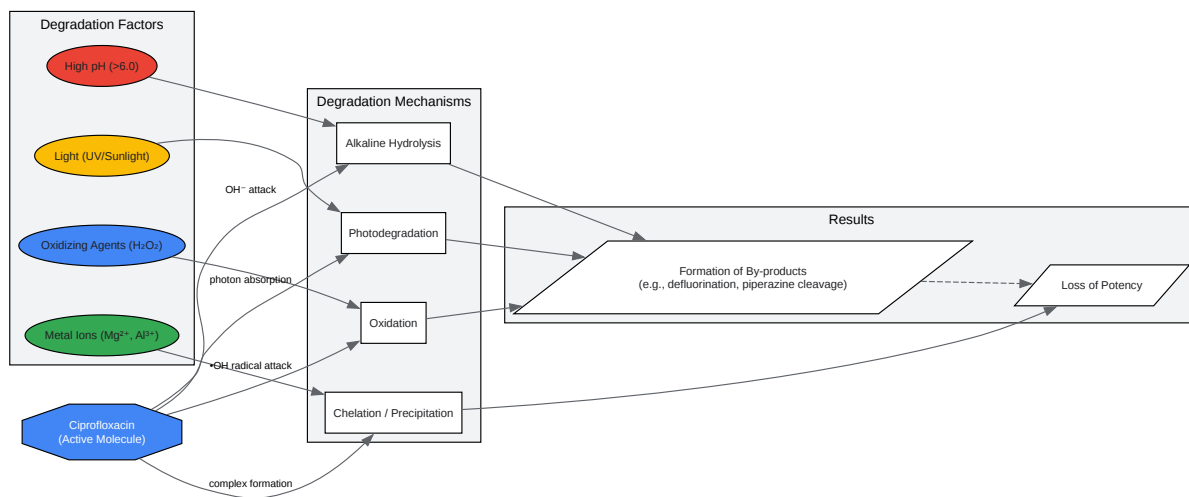 Degradation Factors
High pH (>6.0)
Light (UV/Sunlight)
Oxidizing Agents (H₂O₂)
Metal Ions (Mg²⁺, Al³⁺)
Ciprofloxacin
(Active Molecule)
OH⁻ attack
photon absorption
•OH radical attack
complex formation
Degradation Mechanisms
Alkaline Hydrolysis
Photodegradation
Oxidation
Chelation / Precipitation
Results
Formation of By-products
(e.g., defluorination, piperazine cleavage)
Loss of Potency